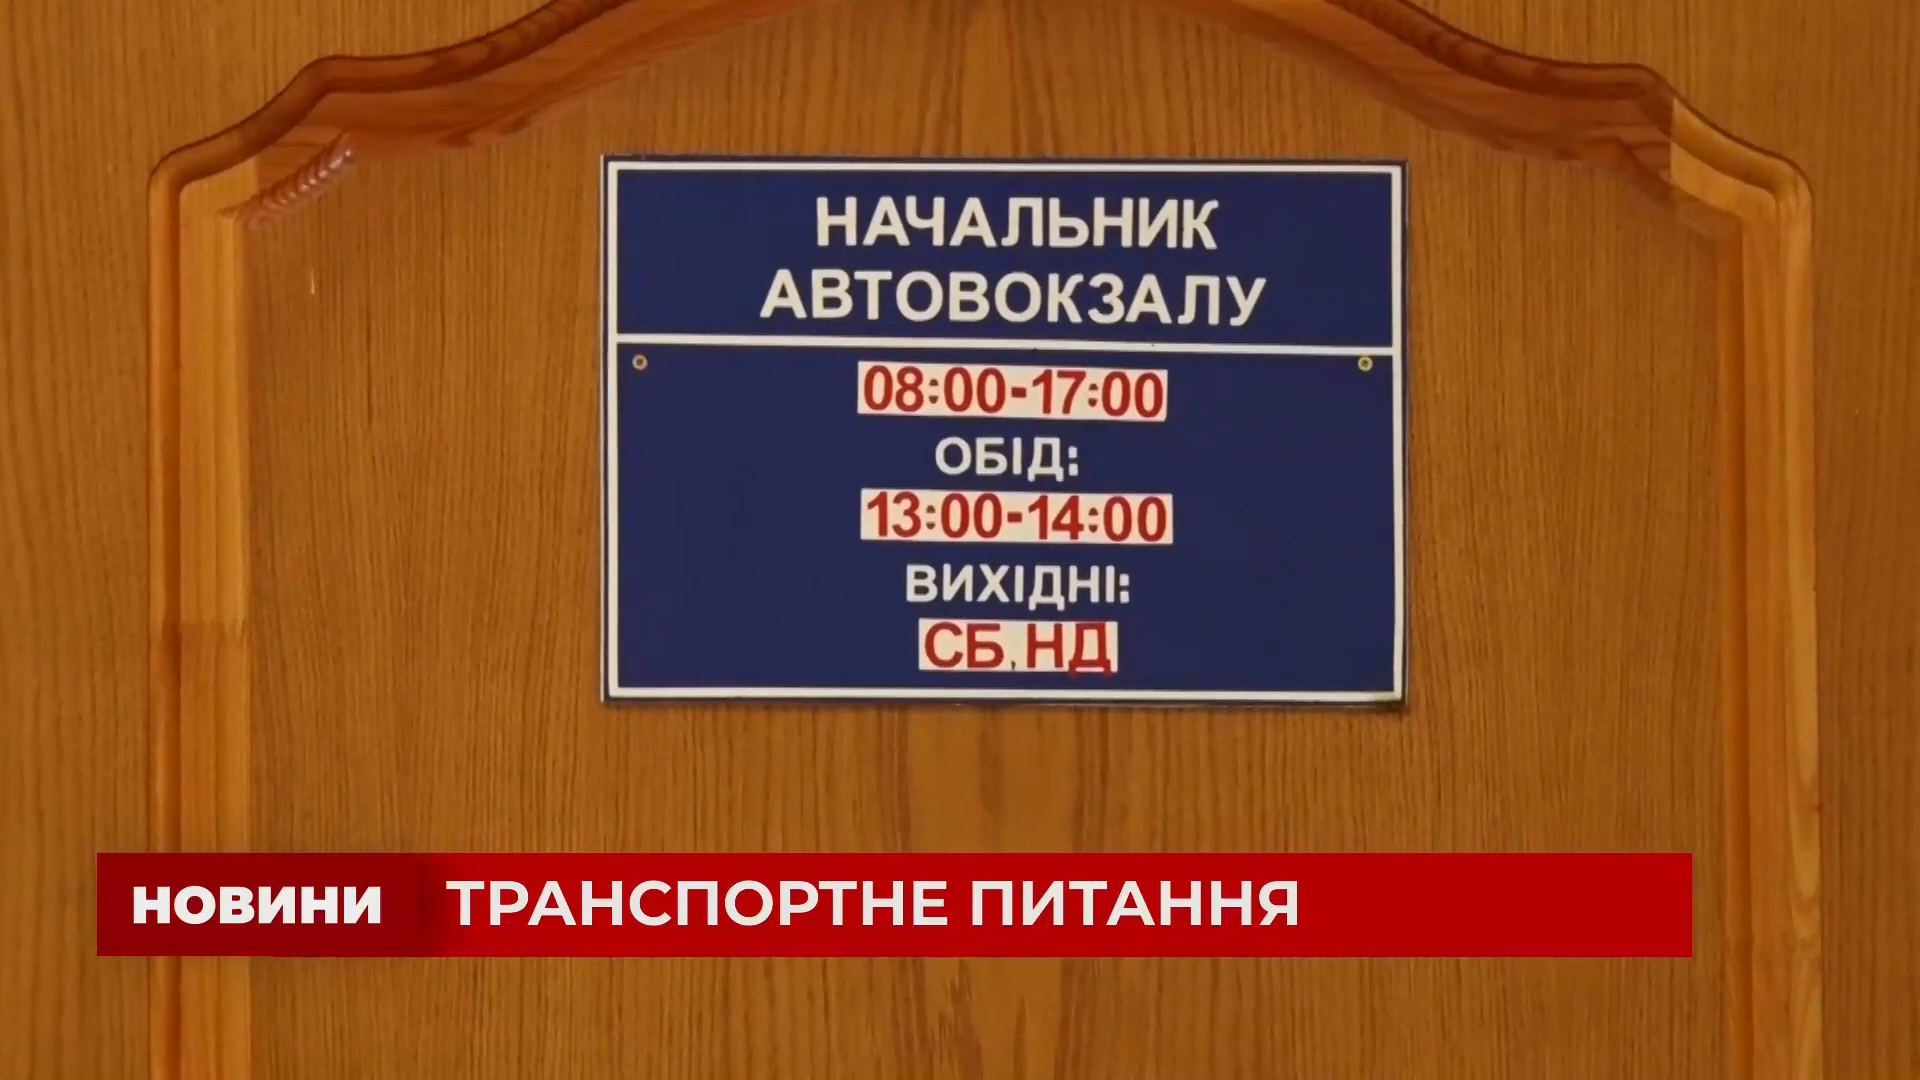 НАЧАЛЬНИК
АВТОВОКЗАЛУ
08:00-17:00
ОБІД:
13:00-14:00
ВИХІДНІ:
СБ, НД
НОВИНИ ТРАНСПОРТНЕ ПИТАННЯ